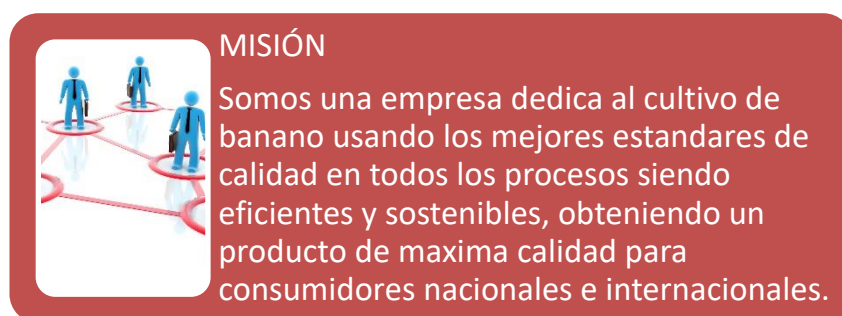 MISIÓN
Somos una empresa dedica al cultivo de
banano usando los mejores estandares de
calidad en todos los procesos siendo
eficientes y sostenibles, obteniendo un
producto de maxima calidad para
consumidores nacionales e internacionales.